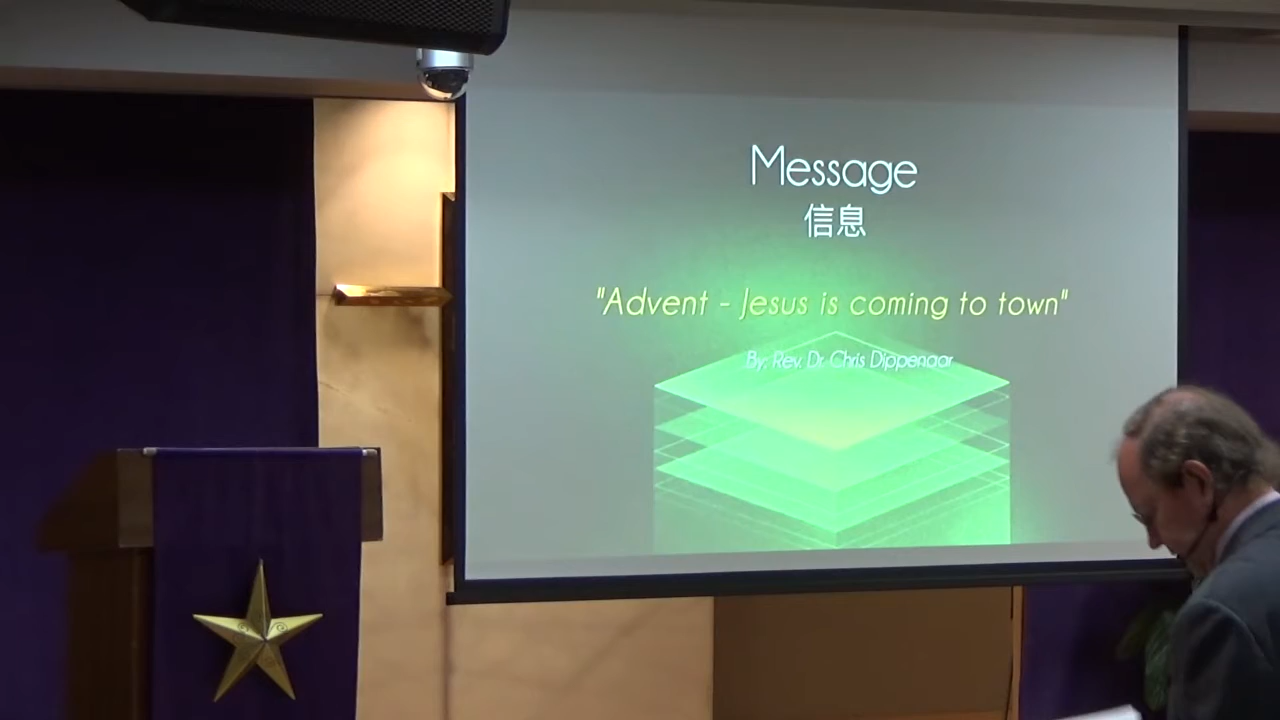 Message
信息
"Advent - Jesus is coming to town"
By: Rev. Dr. Chris Dippenaar